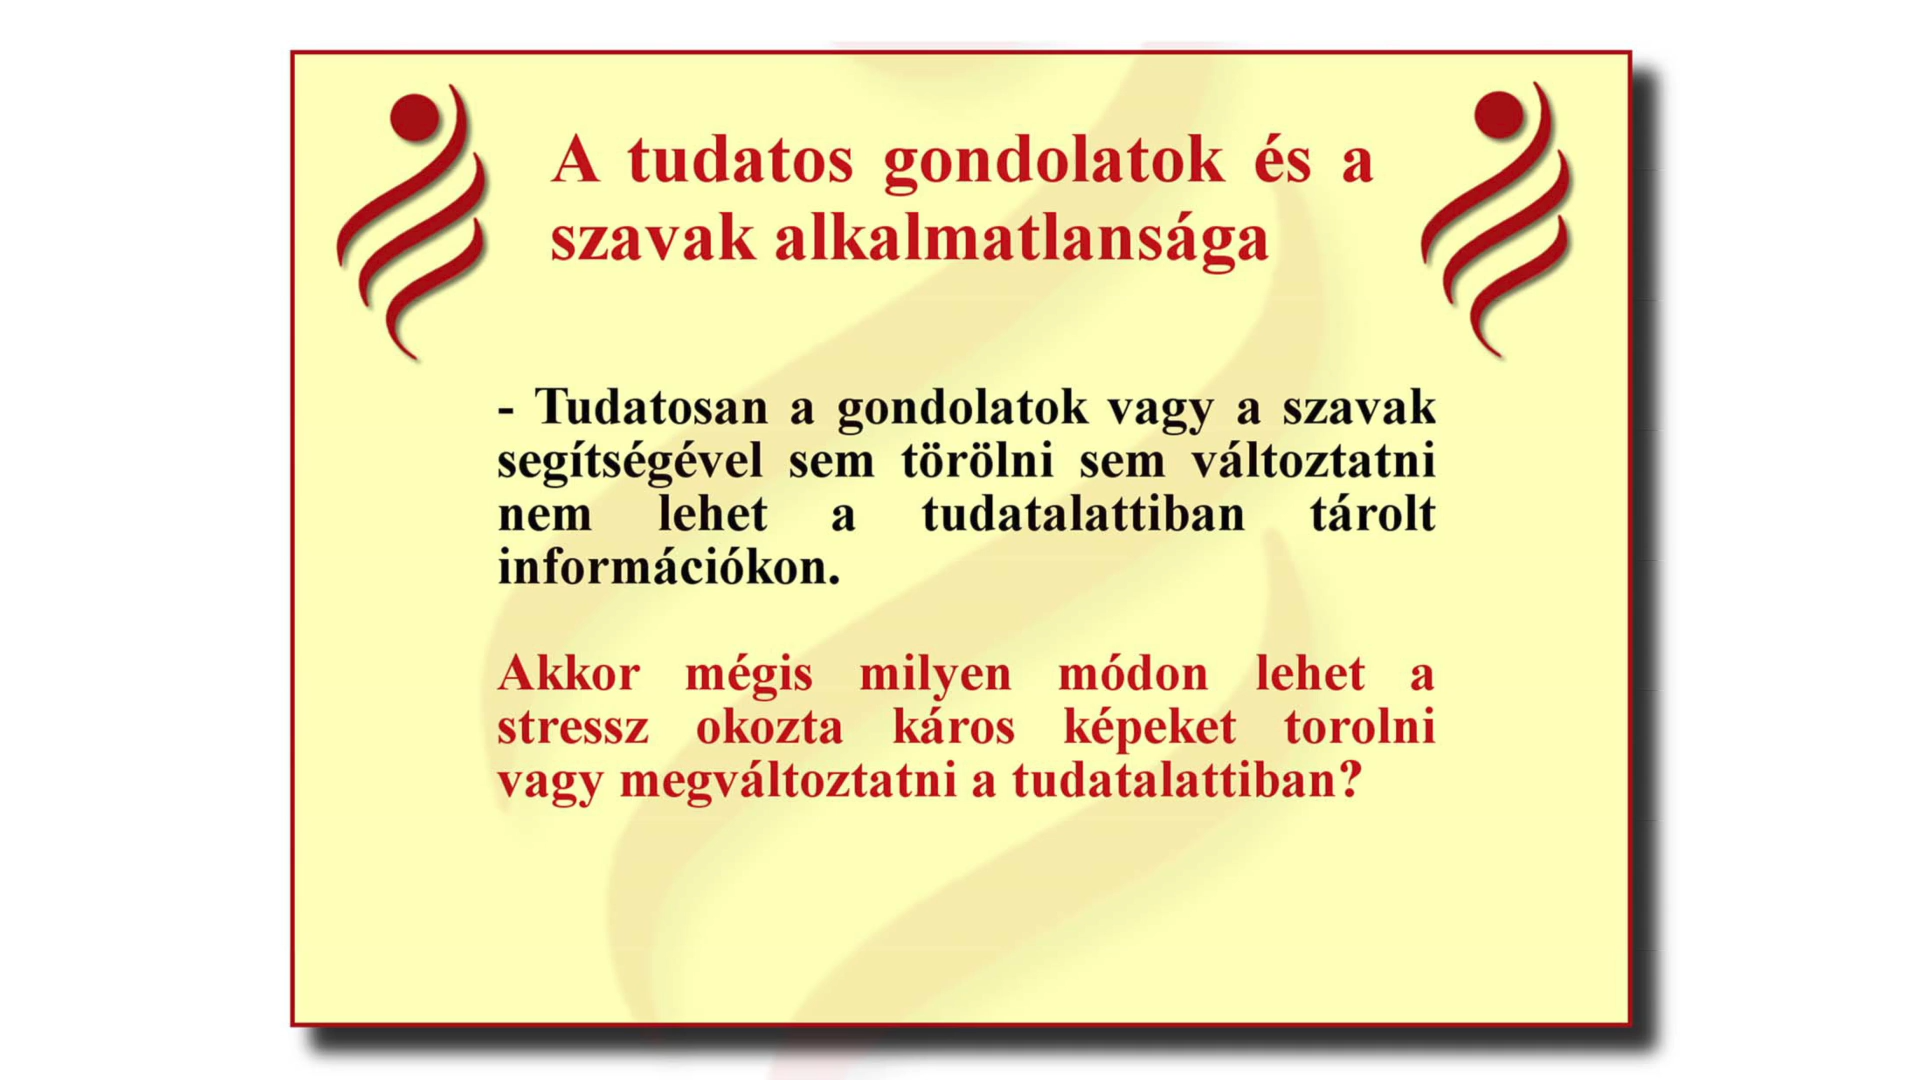 A tudatos gondolatok és a
szavak alkalmatlansága
- Tudatosan a gondolatok vagy a szavak
segítségével sem törölni sem változtatni
nem lehet a tudatalattiban tárolt
információkon.
Akkor mégis milyen módon lehet a
stressz okozta káros képeket torolni
vagy megváltoztatni a tudatalattiban?